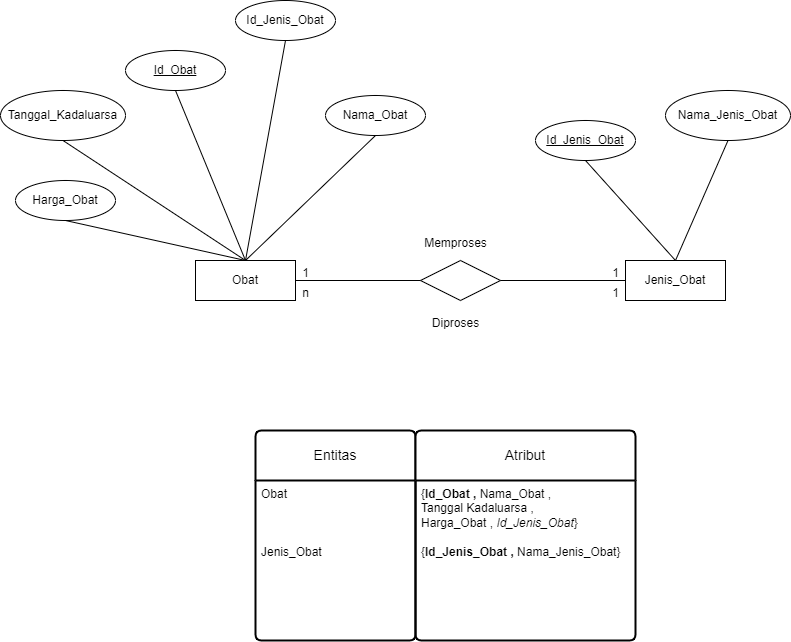 Id_Jenis_Obat
Id_Obat
Tanggal_Kadaluarsa
Nama_Obat
Nama_Jenis_Obat
Id_Jenis_Obat
Harga_Obat
Memproses
Obat
1
n
1
1
Jenis_Obat
Diproses
Entitas
Atribut
Obat
{Id_Obat , Nama_Obat ,
Tanggal Kadaluarsa ,
Harga_Obat , Id_Jenis_Obat}
Jenis_Obat
{Id_Jenis_Obat , Nama_Jenis_Obat}